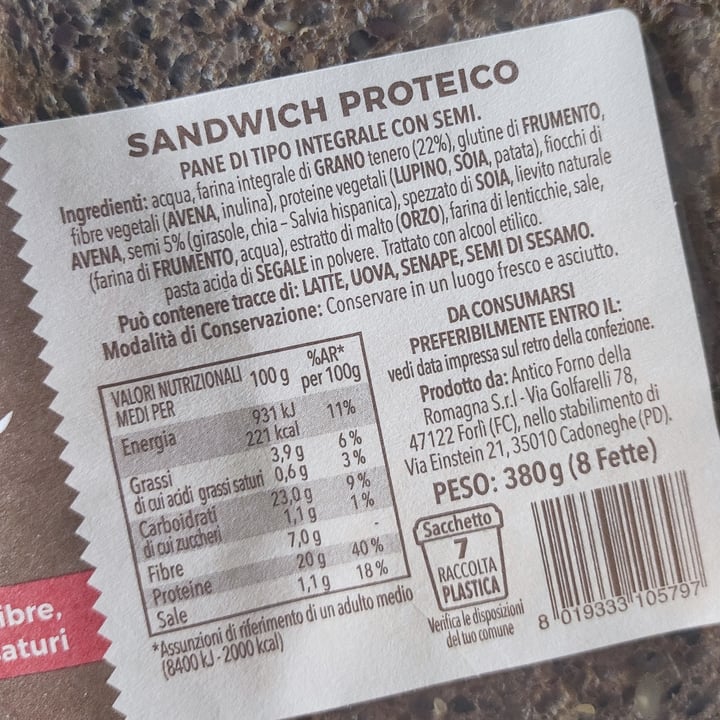 SANDWICH PROTEICO
PANE DI TIPO INTEGRALE CON SEMI.
Ingredienti: acqua, farina integrale di GRANO tenero (22%), glutine di FRUMENTO,
fibre vegetali (AVENA, inulina), proteine vegetali (LUPINO, SOIA, patata), fiocchi di
AVENA, semi 5% (girasole, chia – Salvia hispanica), spezzato di SOIA, lievito naturale
(farina di FRUMENTO, acqua), estratto di malto (ORZO), farina di lenticchie, sale,
pasta acida di SEGALE in polvere. Trattato con alcool etilico.
Può contenere tracce di: LATTE, UOVA, SENAPE, SEMI DI SESAMO.
Modalità di Conservazione: Conservare in un luogo fresco e asciutto.
VALORI NUTRIZIONALI MEDI PER 100 g %AR* per 100g
Energia 931 kJ 221 kcal 11%
Grassi 3,9 g 6%
di cui acidi grassi saturi 0,6 g 3%
Carboidrati 23,0 g 9%
di cui zuccheri 1,1 g 1%
Fibre 7,0 g -
Proteine 20 g 40%
Sale 1,1 g 18%
*Assunzioni di riferimento di un adulto medio
(8400 kJ - 2000 kcal)
DA CONSUMARSI
PREFERIBILMENTE ENTRO IL:
vedi data impressa sul retro della confezione.
Prodotto da: Antico Forno della
Romagna S.r.l - Via Golfarelli 78,
47122 Forlì (FC), nello stabilimento di
Via Einstein 21, 35010 Cadoneghe (PD).
PESO: 380g (8 Fette)
Sacchetto
7
RACCOLTA
PLASTICA
Verifica le disposizioni
del tuo comune
8 019333 105797
ibre,
aturi